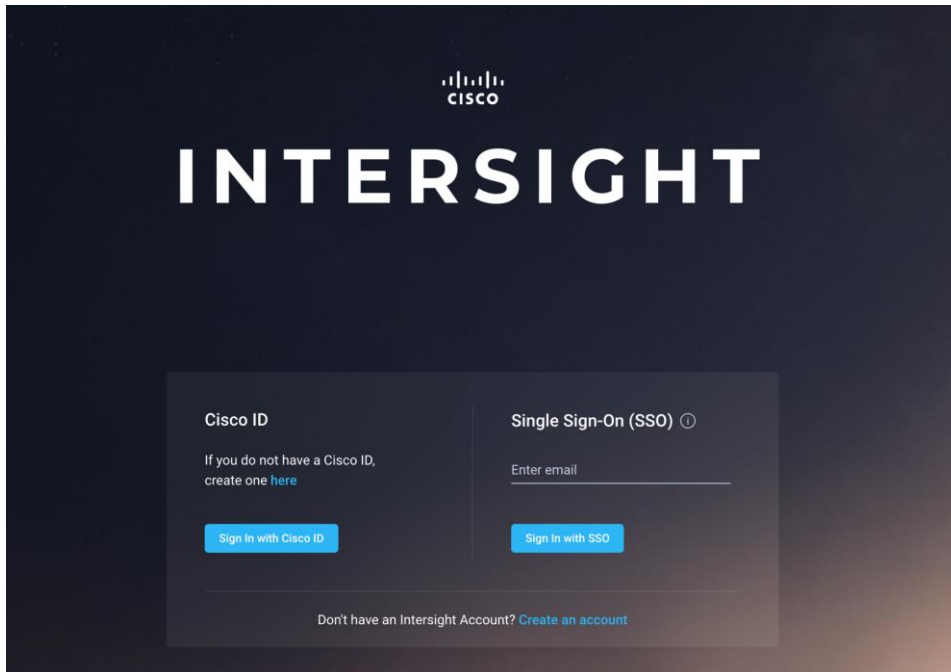 CISCO
INTERSIGHT
Cisco ID
If you do not have a Cisco ID,
create one here
Sign In with Cisco ID
Single Sign-On (SSO)
Enter email
Sign In with SSO
Don't have an Intersight Account? Create an account